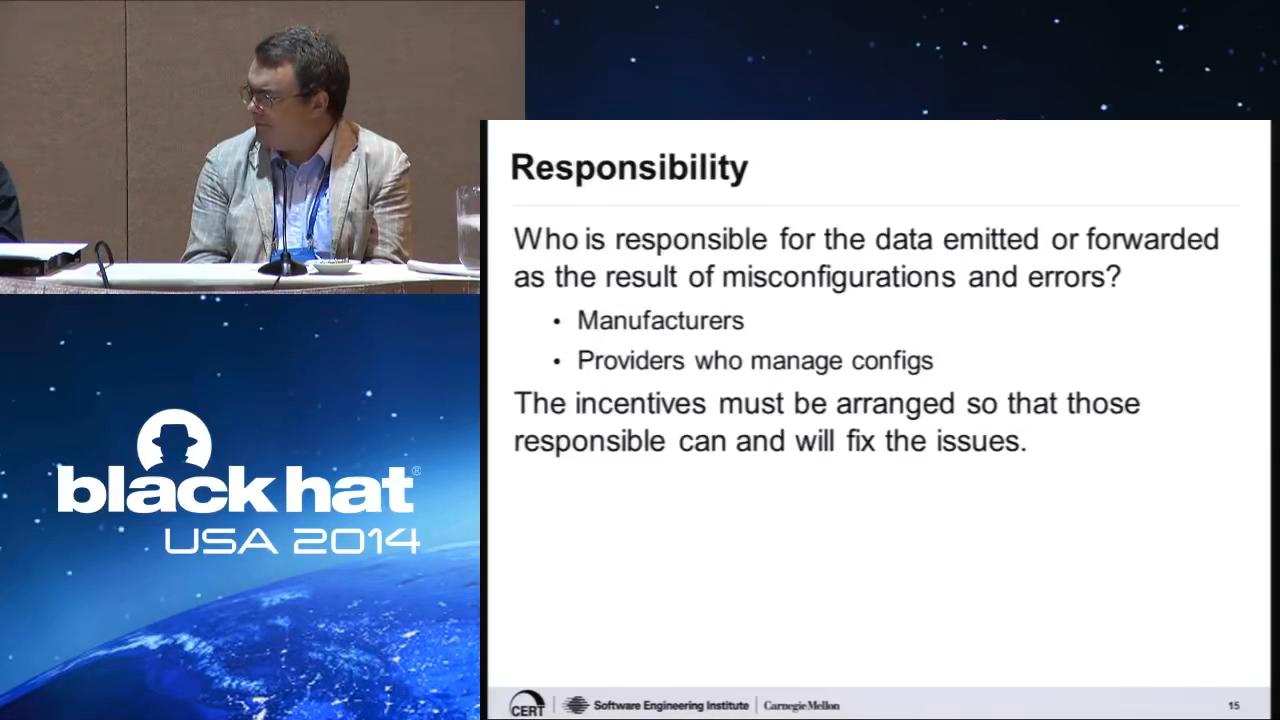 Responsibility
Who is responsible for the data emitted or forwarded
as the result of misconfigurations and errors?
• Manufacturers
• Providers who manage configs
The incentives must be arranged so that those
responsible can and will fix the issues.
black hat®
USA 2014
CERT | Software Engineering Institute | Carnegie Mellon
15